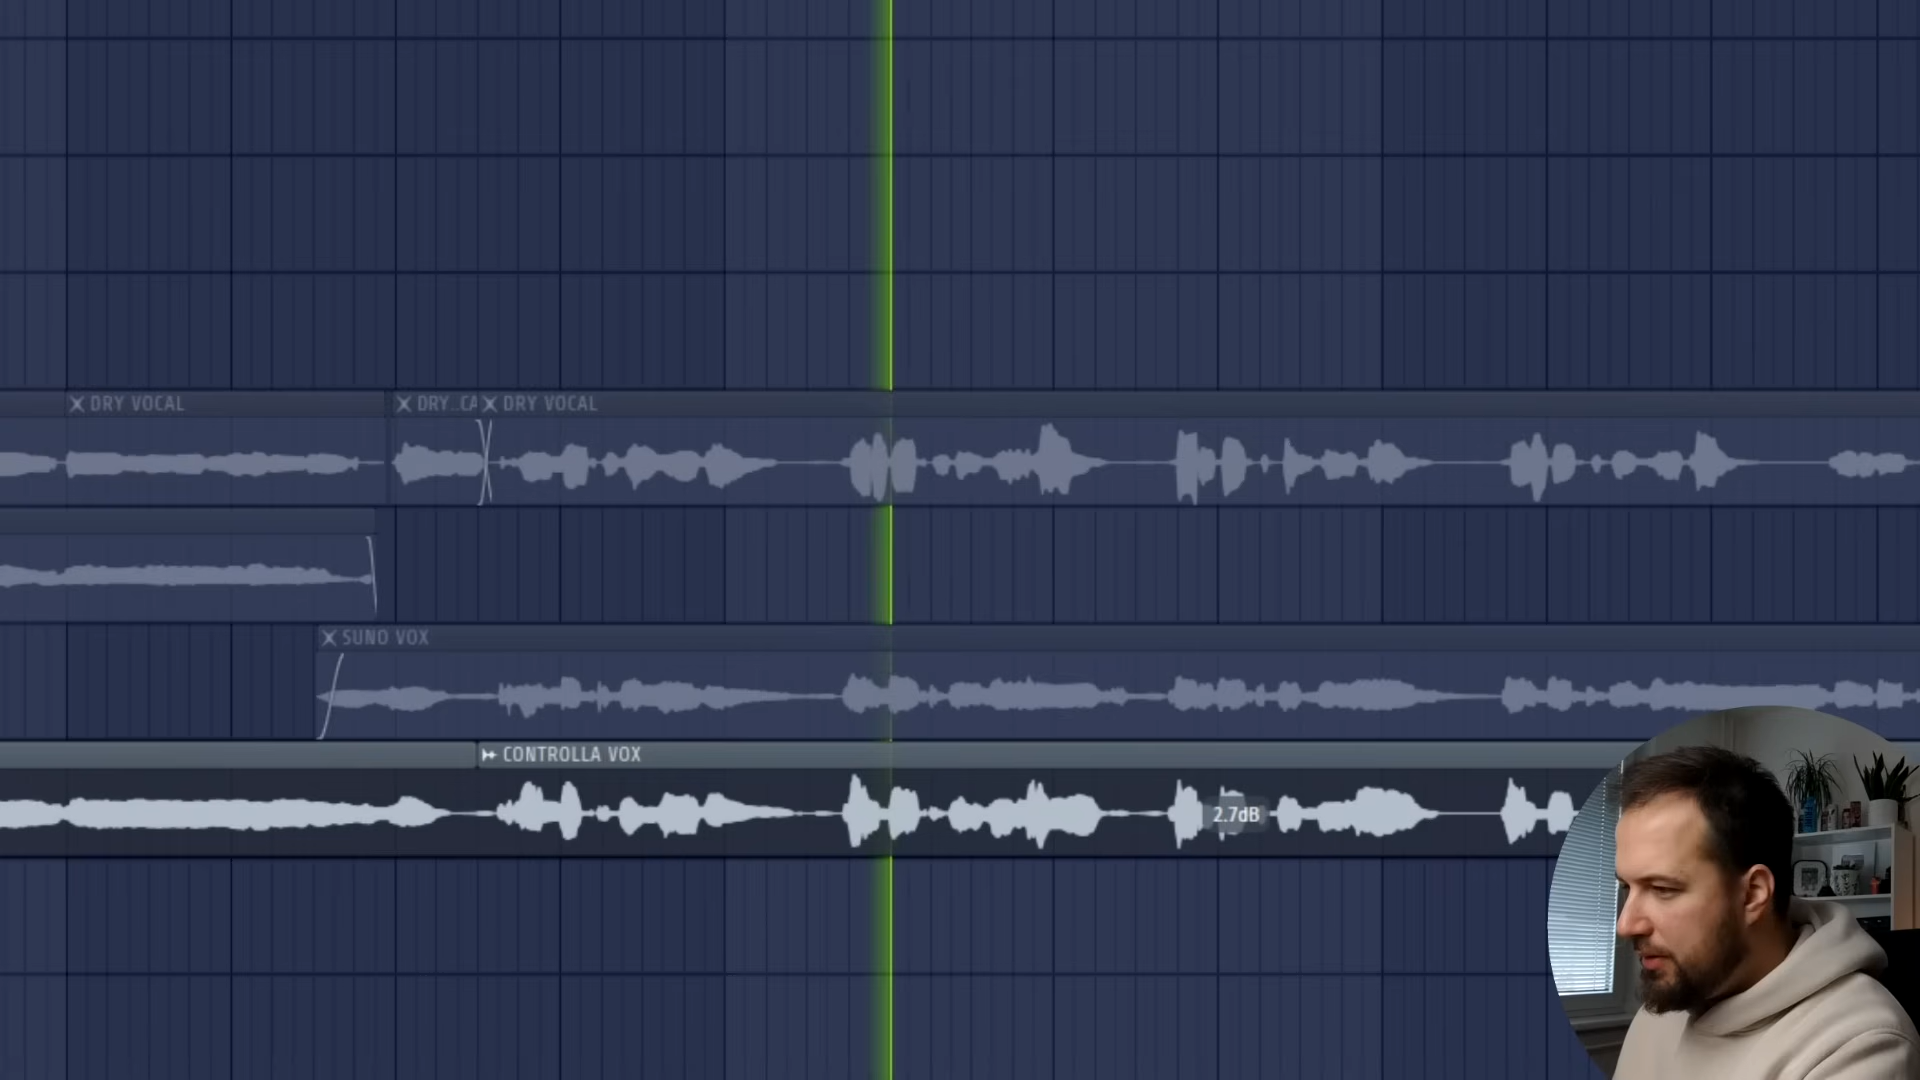 DRY VOCAL
DRY..CA
DRY VOCAL
SUNO VOX
CONTROLLA VOX
2.7dB